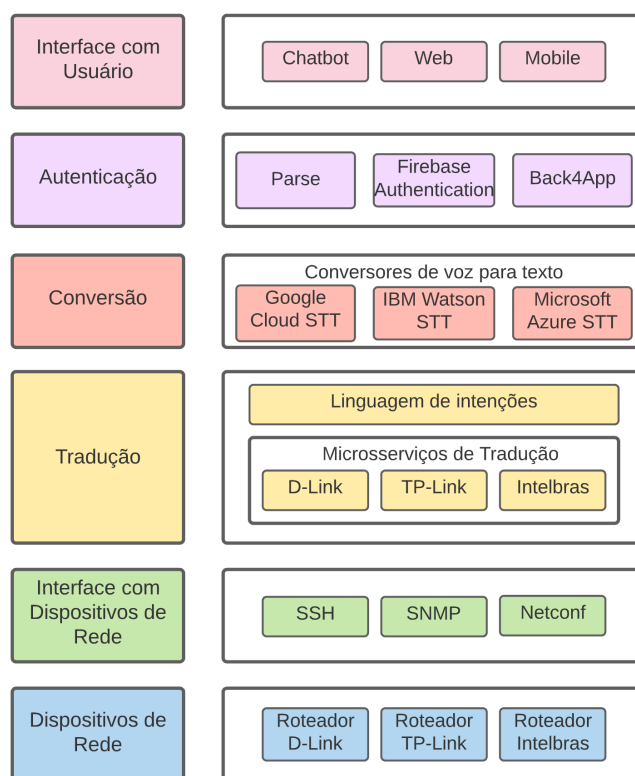 Interface com
Usuário
Chatbot
Web
Mobile
Autenticação
Parse
Firebase
Authentication
Back4App
Conversão
Conversores de voz para texto
Google
Cloud STT
IBM Watson
STT
Microsoft
Azure STT
Tradução
Linguagem de intenções
Microsserviços de Tradução
D-Link
TP-Link
Intelbras
Interface com
Dispositivos de
Rede
SSH
SNMP
Netconf
Dispositivos de
Rede
Roteador
D-Link
Roteador
TP-Link
Roteador
Intelbras